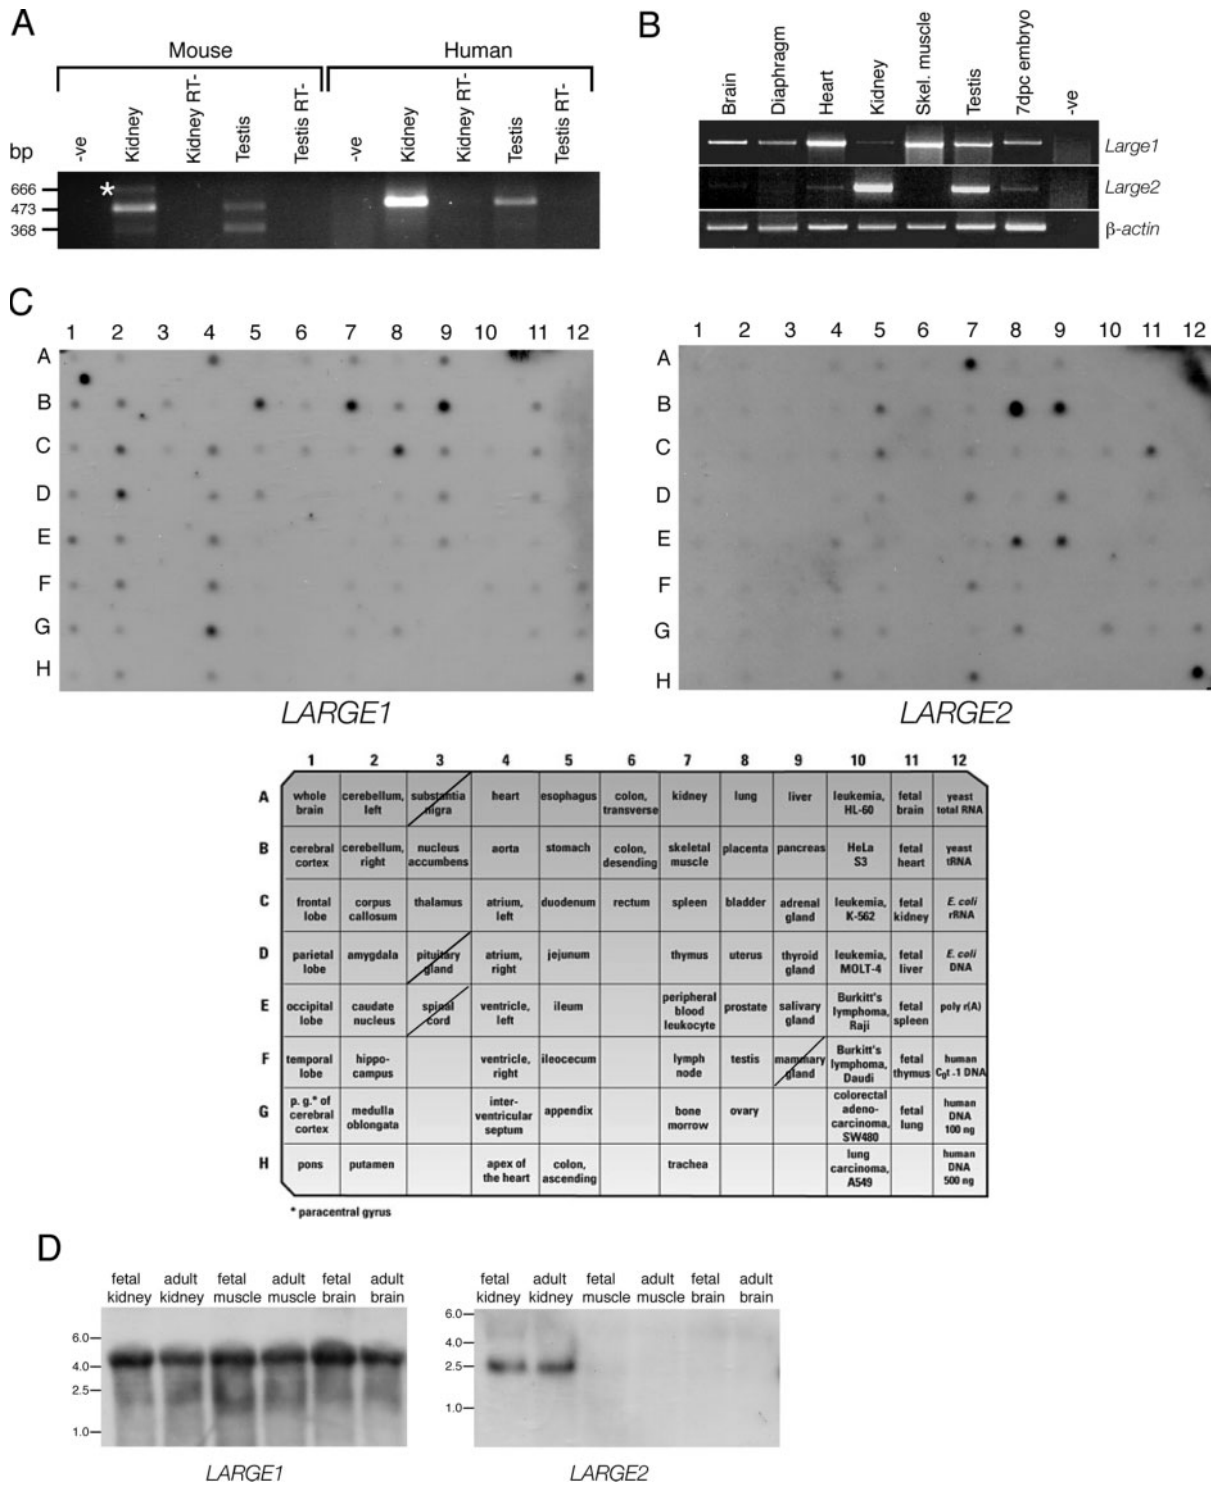 A
Mouse Human
bp -ve Kidney Kidney RT- Testis Testis RT- -ve Kidney Kidney RT- Testis Testis RT-
*
666
473
368
B
Brain Diaphragm Heart Kidney Skel. muscle Testis 7dpc embryo -ve
Large1
Large2
β-actin
C
1 2 3 4 5 6 7 8 9 10 11 12
A
B
C
D
E
F
G
H
LARGE1
1 2 3 4 5 6 7 8 9 10 11 12
A
B
C
D
E
F
G
H
LARGE2
1 2 3 4 5 6 7 8 9 10 11 12
A whole brain cerebellum, left substantia nigra heart esophagus colon, transverse kidney lung liver leukemia, HL-60 fetal brain yeast total RNA
B cerebral cortex cerebellum, right nucleus accumbens aorta stomach colon, desending skeletal muscle placenta pancreas HeLa S3 fetal heart yeast tRNA
C frontal lobe corpus callosum thalamus atrium, left duodenum rectum spleen bladder adrenal gland leukemia, K-562 fetal kidney E. coli rRNA
D parietal lobe amygdala pituitary gland atrium, right jejunum thymus uterus thyroid gland leukemia, MOLT-4 fetal liver E. coli DNA
E occipital lobe caudate nucleus spinal cord ventricle, left ileum peripheral blood leukocyte prostate salivary gland Burkitt's lymphoma, Raji fetal spleen poly r(A)
F temporal lobe hippo-campus ventricle, right ileocecum lymph node testis mammary gland Burkitt's lymphoma, Daudi fetal thymus human C0t -1 DNA
G p. g.* of cerebral cortex medulla oblongata inter-ventricular septum appendix bone morrow ovary colorectal adeno-carcinoma, SW480 fetal lung human DNA 100 ng
H pons putamen apex of the heart colon, ascending trachea lung carcinoma, A549 human DNA 500 ng
* paracentral gyrus
D
fetal kidney adult kidney fetal muscle adult muscle fetal brain adult brain
6.0
4.0
2.5
1.0
LARGE1
fetal kidney adult kidney fetal muscle adult muscle fetal brain adult brain
6.0
4.0
2.5
1.0
LARGE2